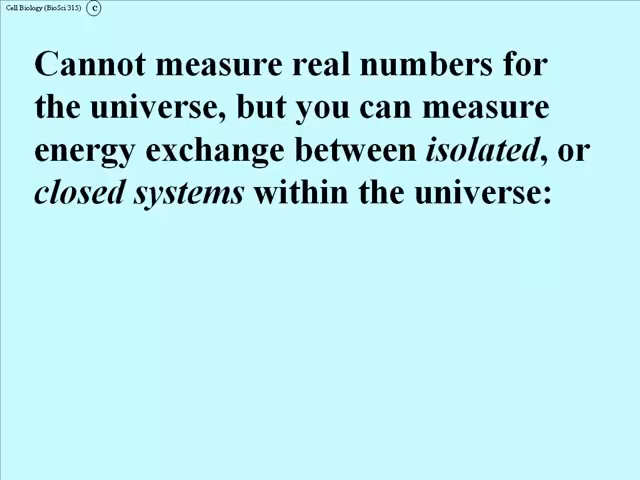 Cell Biology (BioSci 315) C
Cannot measure real numbers for
the universe, but you can measure
energy exchange between isolated, or
closed systems within the universe: